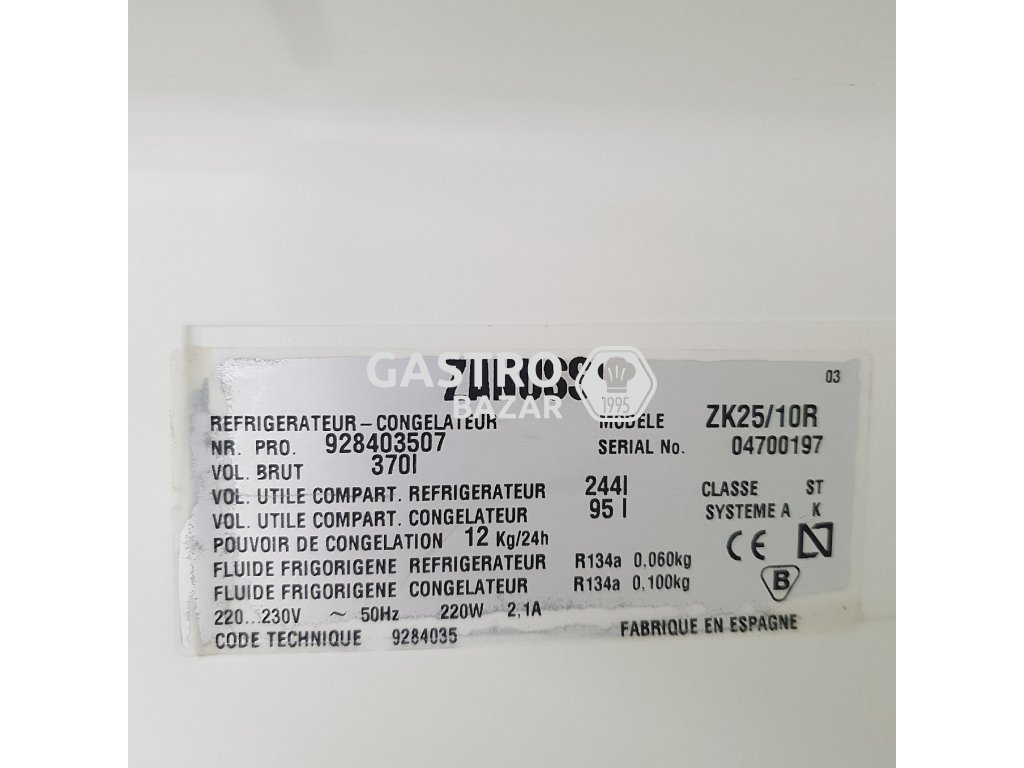 GASTRO
BAZAR
1995
03
REFRIGERATEUR-CONGELATEUR MODELE ZK25/10R
NR. PRO. 928403507 SERIAL No. 04700197
VOL. BRUT 370l
VOL. UTILE COMPART. REFRIGERATEUR 244l CLASSE ST
VOL. UTILE COMPART. CONGELATEUR 95 l SYSTEME A K
POUVOIR DE CONGELATION 12 Kg/24h CE N
FLUIDE FRIGORIGENE REFRIGERATEUR R134a 0,060kg
FLUIDE FRIGORIGENE CONGELATEUR R134a 0,100kg B
220...230V ~ 50Hz 220W 2,1A
CODE TECHNIQUE 9284035 FABRIQUE EN ESPAGNE